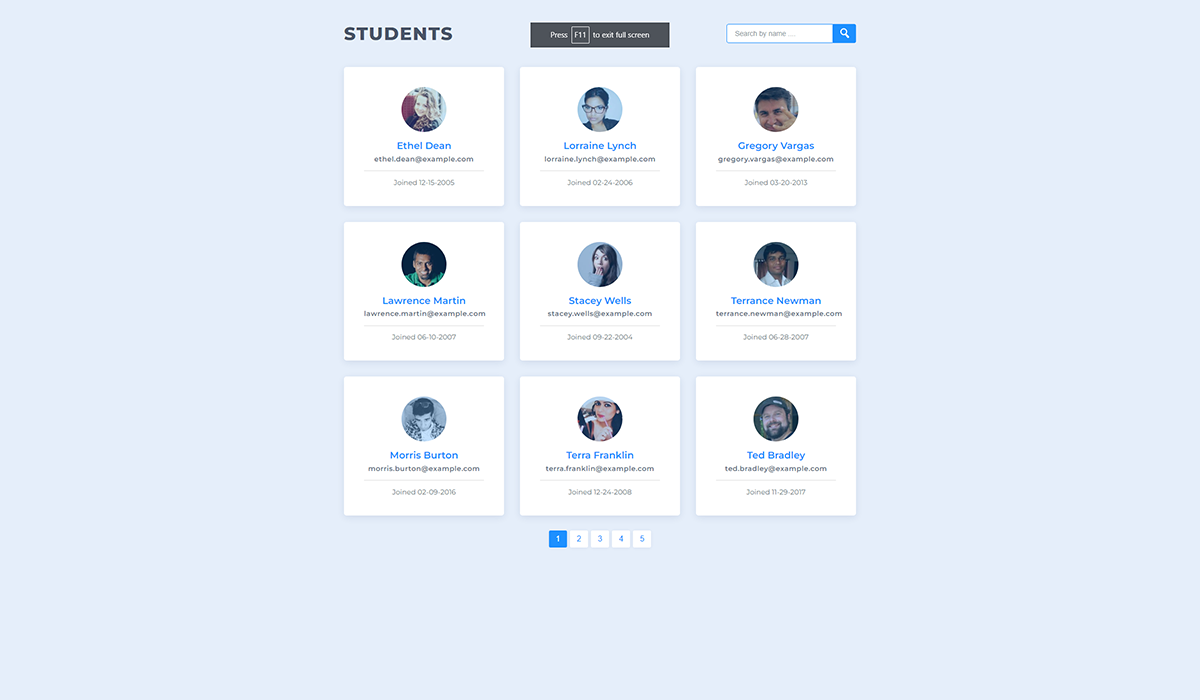 STUDENTS
Press F11 to exit full screen
Search by name ...
Ethel Dean
ethel.dean@example.com
Joined 12-15-2005
Lorraine Lynch
lorraine.lynch@example.com
Joined 02-24-2006
Gregory Vargas
gregory.vargas@example.com
Joined 03-20-2013
Lawrence Martin
lawrence.martin@example.com
Joined 06-10-2007
Stacey Wells
stacey.wells@example.com
Joined 09-22-2004
Terrance Newman
terrance.newman@example.com
Joined 06-28-2007
Morris Burton
morris.burton@example.com
Joined 02-09-2016
Terra Franklin
terra.franklin@example.com
Joined 12-24-2008
Ted Bradley
ted.bradley@example.com
Joined 11-29-2017
1 2 3 4 5